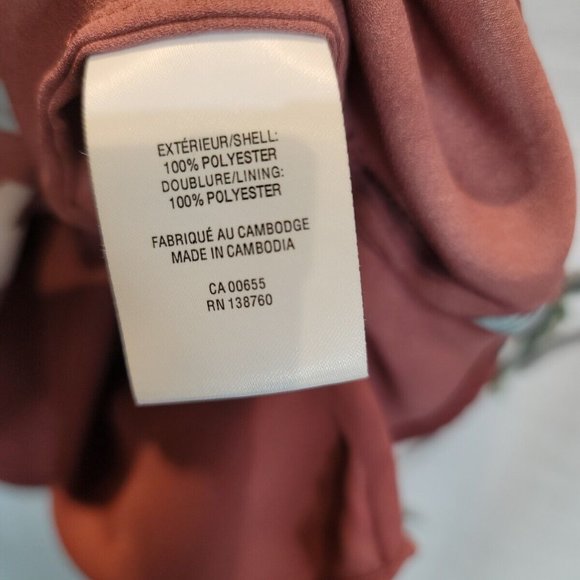 EXTÉRIEUR/SHELL:
100% POLYESTER
DOUBLURE/LINING:
100% POLYESTER
FABRIQUÉ AU CAMBODGE
MADE IN CAMBODIA
CA 00655
RN 138760